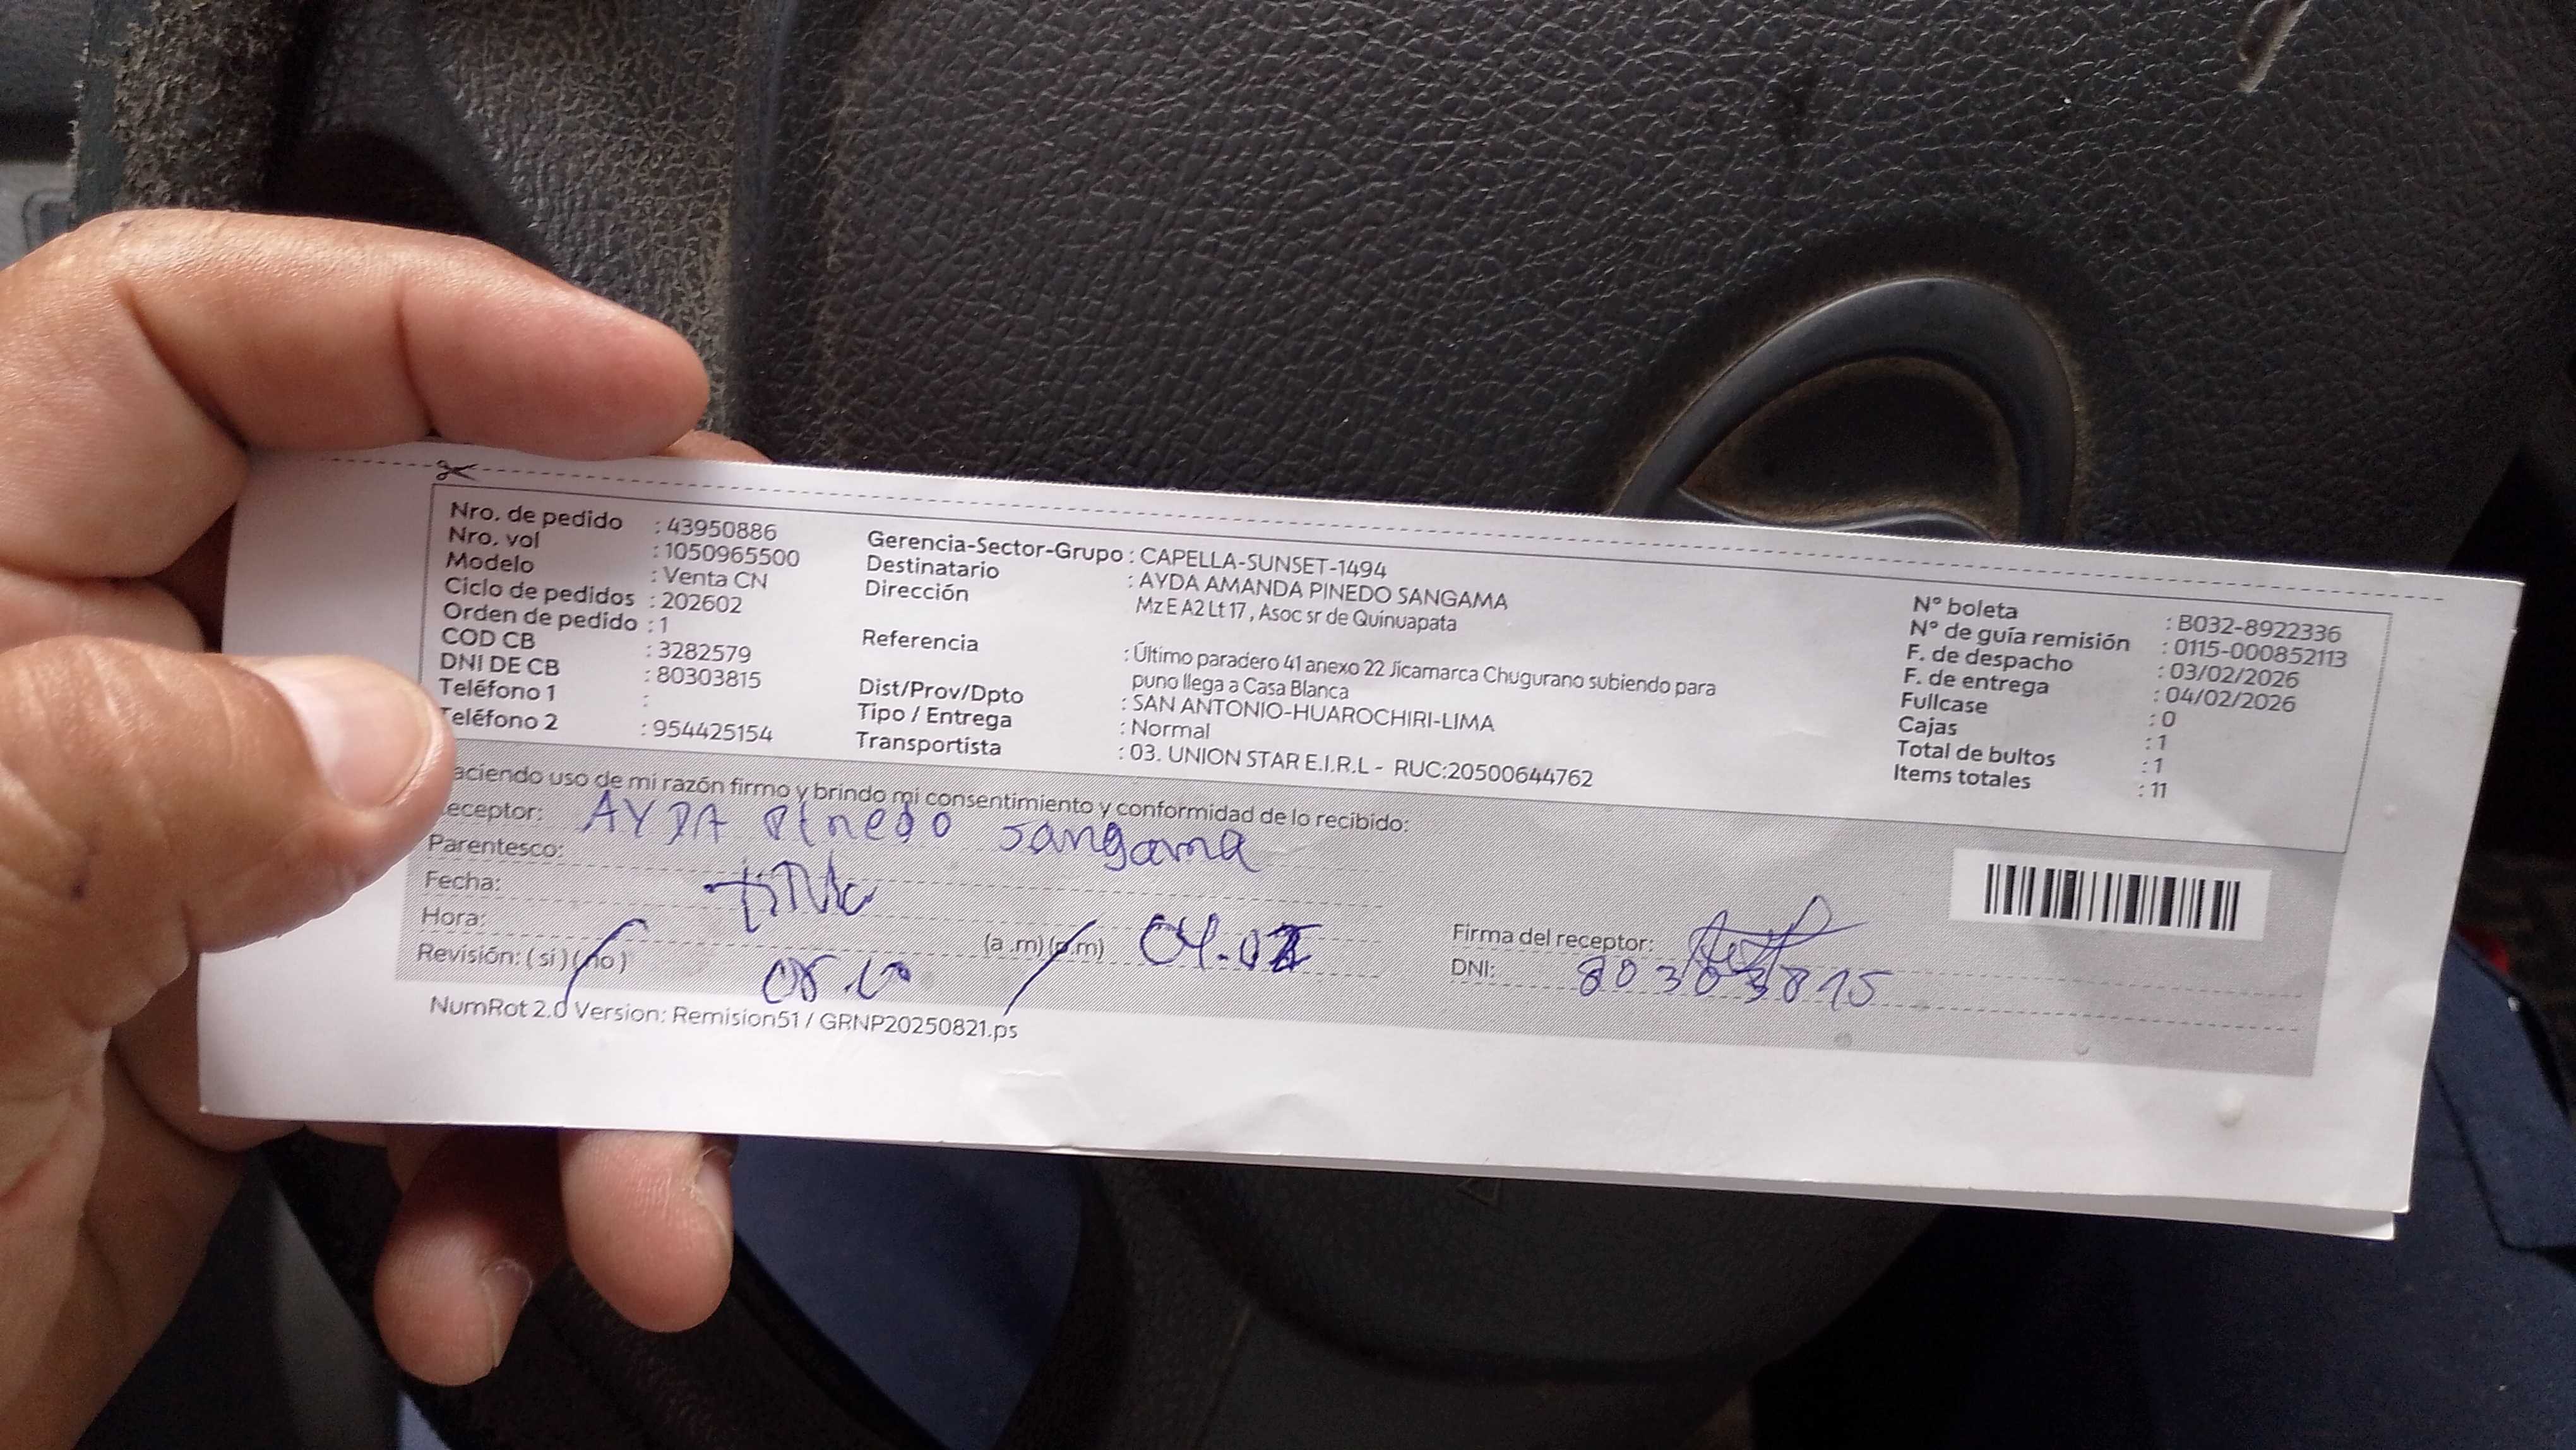 Nro. de pedido : 43950886
Nro. vol : 1050965500
Modelo : Venta CN
Ciclo de pedidos : 202602
Orden de pedido : 1
COD CB : 3282579
DNI DE CB : 80303815
Teléfono 1 :
Teléfono 2 : 954425154
Gerencia-Sector-Grupo : CAPELLA-SUNSET-1494
Destinatario : AYDA AMANDA PINEDO SANGAMA
Dirección Mz E A2 Lt 17 , Asoc sr de Quinuapata
Referencia : Último paradero 41 anexo 22 Jicamarca Chugurano subiendo para
puno llega a Casa Blanca
Dist/Prov/Dpto : SAN ANTONIO-HUAROCHIRI-LIMA
Tipo / Entrega : Normal
Transportista : 03. UNION STAR E.I.R.L - RUC:20500644762
N° boleta : B032-8922336
N° de guía remisión : 0115-000852113
F. de despacho : 03/02/2026
F. de entrega : 04/02/2026
Fullcase : 0
Cajas : 1
Total de bultos : 1
Items totales : 11
aciendo uso de mi razón firmo y brindo mi consentimiento y conformidad de lo recibido:
eceptor: AYDA Pinedo Sangama
Parentesco:
Fecha: 04.02
Hora: (a .m) (p.m)
Revisión: ( si ) ( no )
Firma del receptor:
DNI: 80303815
NumRot 2.0 Version: Remision51 / GRNP20250821.ps